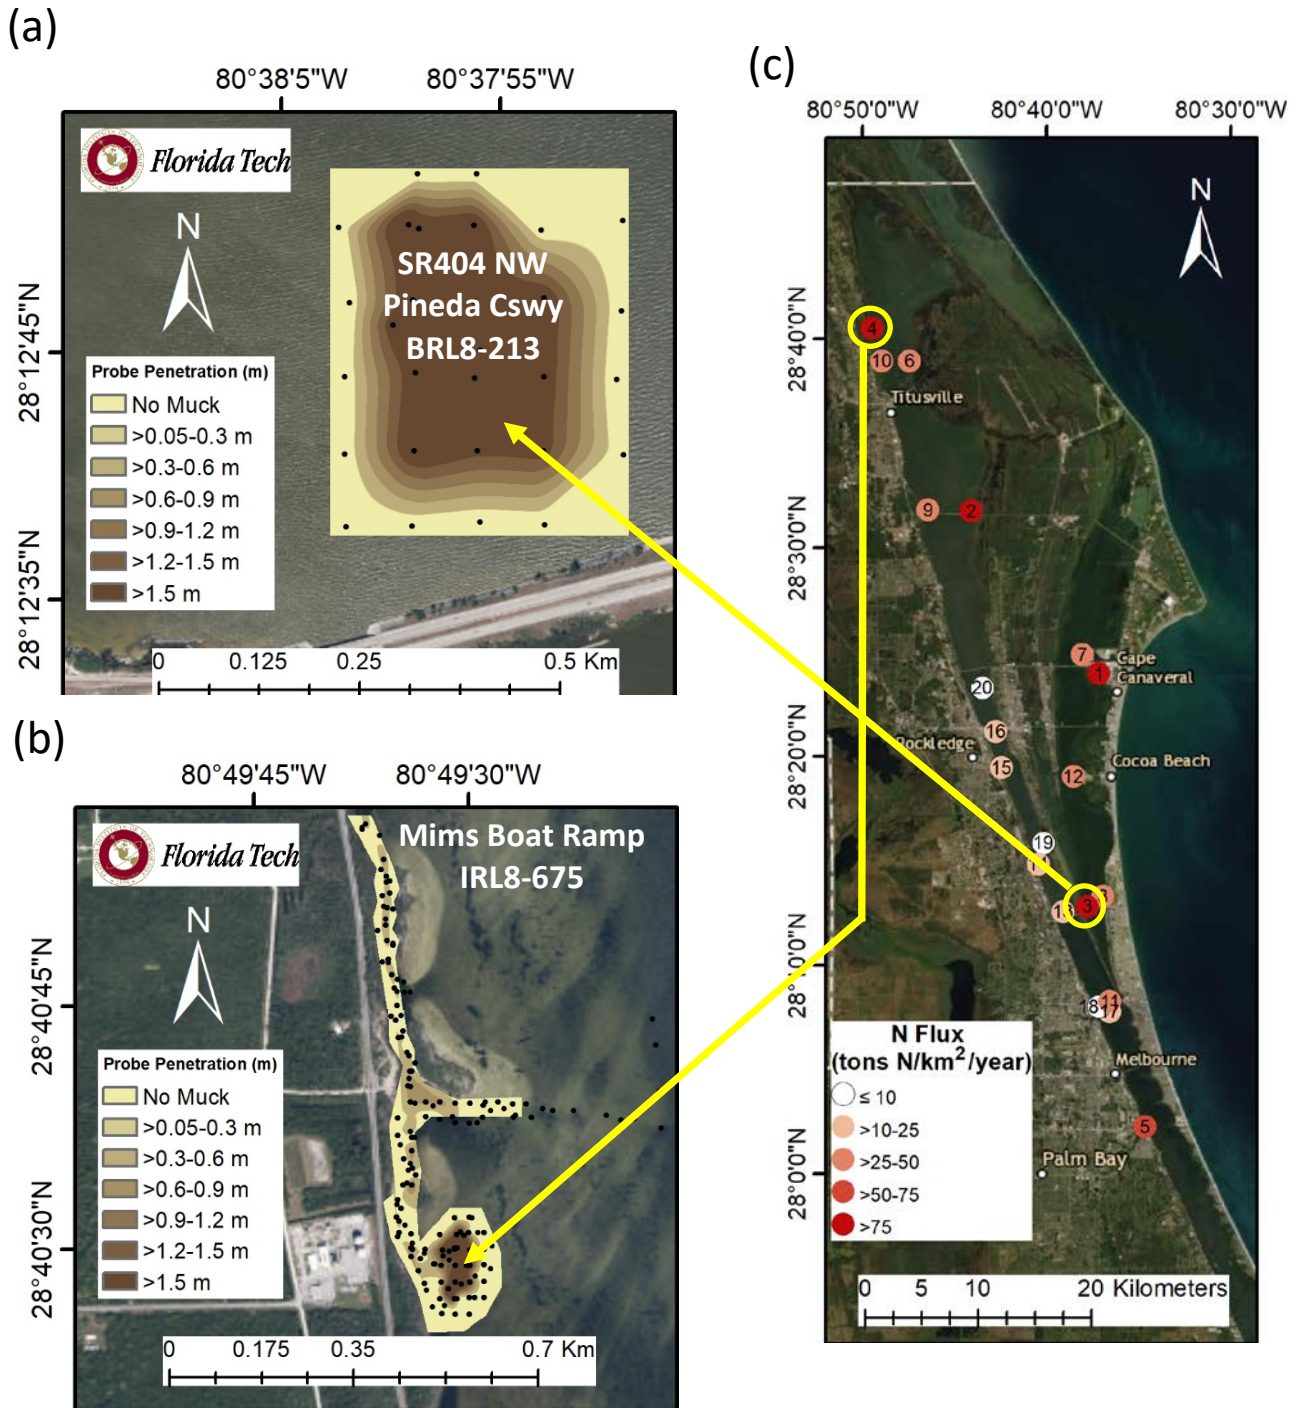 (a)
80°38'5"W
80°37'55"W
Florida Tech
N
SR404 NW
Pineda Cswy
BRL8-213
28°12'45"N
28°12'35"N
Probe Penetration (m)
No Muck
>0.05-0.3 m
>0.3-0.6 m
>0.6-0.9 m
>0.9-1.2 m
>1.2-1.5 m
>1.5 m
0 0.125 0.25 0.5 Km
(b)
80°49'45"W
80°49'30"W
Florida Tech
Mims Boat Ramp
IRL8-675
N
28°40'45"N
28°40'30"N
Probe Penetration (m)
No Muck
>0.05-0.3 m
>0.3-0.6 m
>0.6-0.9 m
>0.9-1.2 m
>1.2-1.5 m
>1.5 m
0 0.175 0.35 0.7 Km
(c)
80°50'0"W
80°40'0"W
80°30'0"W
N
28°40'0"N
28°30'0"N
28°20'0"N
28°10'0"N
28°0'0"N
4
10
6
Titusville
9
2
7
Cape
1
Canaveral
20
16
Rockledge
15
12
Cocoa Beach
19
3
18
11
17
Melbourne
5
Palm Bay
N Flux
(tons N/km²/year)
≤ 10
>10-25
>25-50
>50-75
>75
0 5 10 20 Kilometers